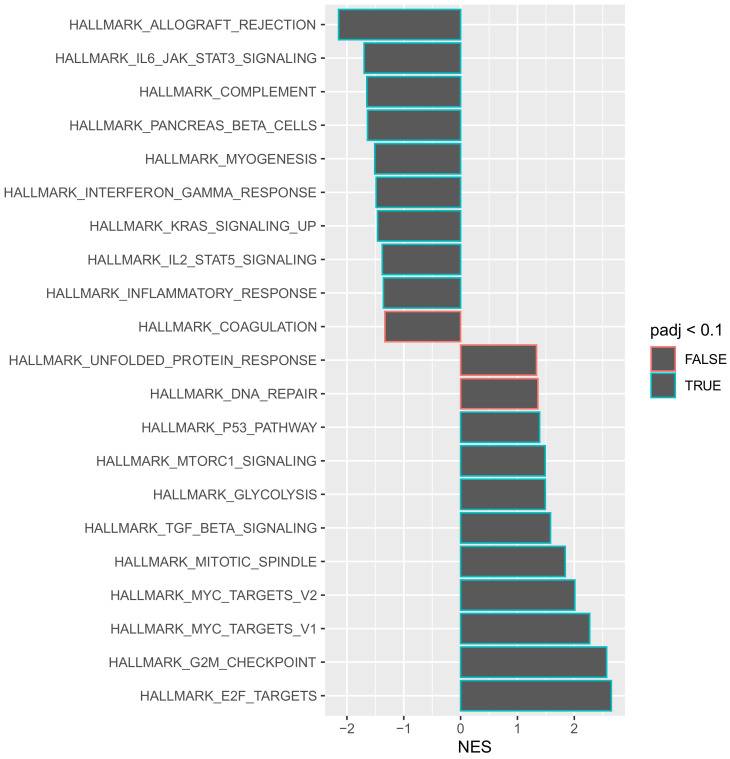 HALLMARK_ALLOGRAFT_REJECTION
HALLMARK_IL6_JAK_STAT3_SIGNALING
HALLMARK_COMPLEMENT
HALLMARK_PANCREAS_BETA_CELLS
HALLMARK_MYOGENESIS
HALLMARK_INTERFERON_GAMMA_RESPONSE
HALLMARK_KRAS_SIGNALING_UP
HALLMARK_IL2_STAT5_SIGNALING
HALLMARK_INFLAMMATORY_RESPONSE
HALLMARK_COAGULATION
HALLMARK_UNFOLDED_PROTEIN_RESPONSE
HALLMARK_DNA_REPAIR
HALLMARK_P53_PATHWAY
HALLMARK_MTORC1_SIGNALING
HALLMARK_GLYCOLYSIS
HALLMARK_TGF_BETA_SIGNALING
HALLMARK_MITOTIC_SPINDLE
HALLMARK_MYC_TARGETS_V2
HALLMARK_MYC_TARGETS_V1
HALLMARK_G2M_CHECKPOINT
HALLMARK_E2F_TARGETS
−2 −1 0 1 2
NES
padj < 0.1
FALSE
TRUE